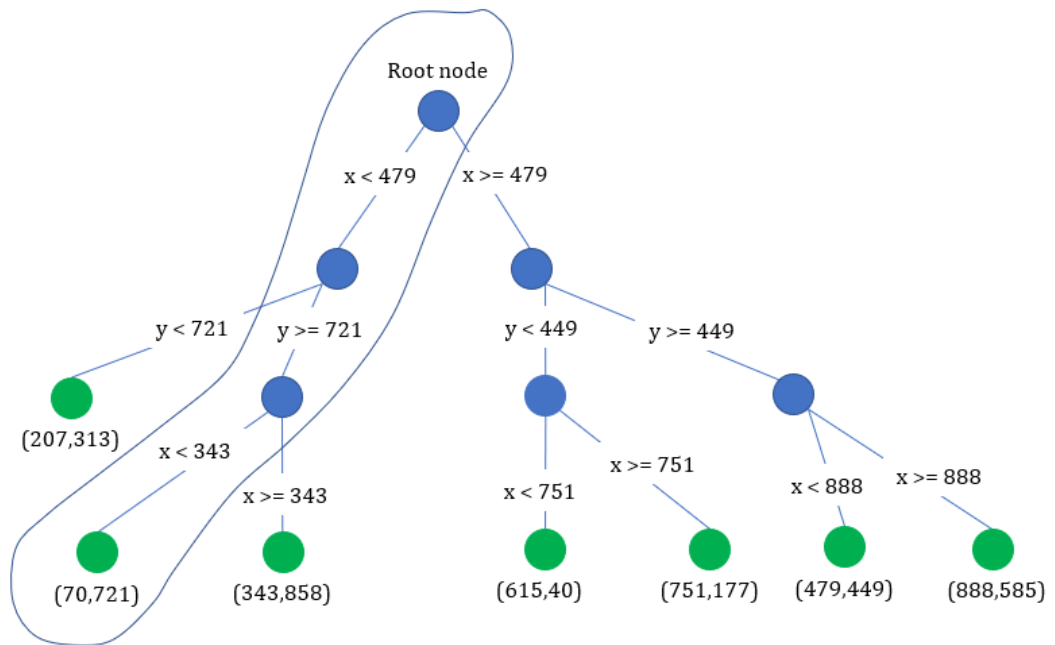 Root node
x < 479
x >= 479
y < 721
y >= 721
y < 449
y >= 449
(207,313)
x < 343
x >= 343
x < 751
x >= 751
x < 888
x >= 888
(70,721)
(343,858)
(615,40)
(751,177)
(479,449)
(888,585)